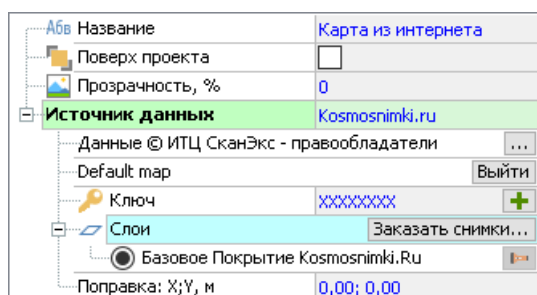 Абв Название Карта из интернета
Поверх проекта
Прозрачность, % 0
Источник данных Kosmosnimki.ru
Данные © ИТЦ СканЭкс - правообладатели ...
Default map Выйти
Ключ xxxxxxxx
Слои Заказать снимки...
Базовое Покрытие Kosmosnimki.Ru
Поправка: X;Y, м 0,00; 0,00